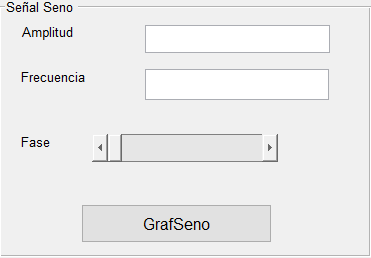 Señal Seno
Amplitud
Frecuencia
Fase
GrafSeno